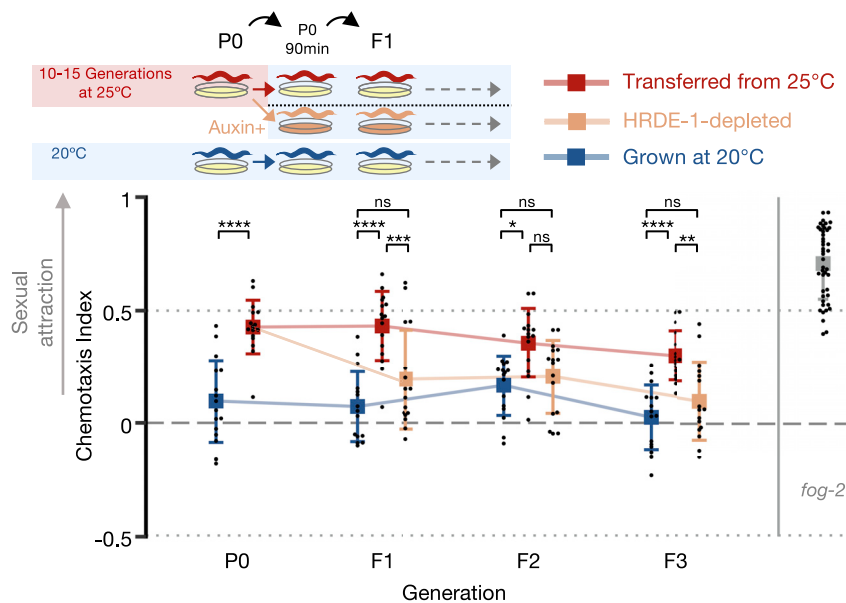 P0
P0
90min
F1
10-15 Generations
at 25ºC
Auxin+
20ºC
Transferred from 25°C
HRDE-1-depleted
Grown at 20°C
Sexual
attraction
Chemotaxis Index
1
0.5
0
-0.5
****
ns
****
***
ns
*
ns
ns
****
**
fog-2
P0
F1
F2
F3
Generation